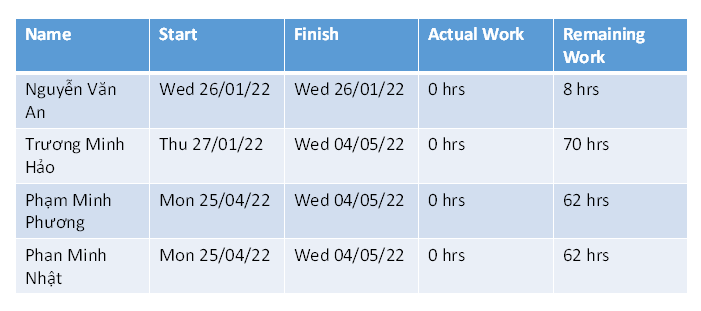 Name Start Finish Actual Work Remaining
Work
Nguyễn Văn Wed 26/01/22 Wed 26/01/22 0 hrs 8 hrs
An
Trương Minh Thu 27/01/22 Wed 04/05/22 0 hrs 70 hrs
Hảo
Phạm Minh Mon 25/04/22 Wed 04/05/22 0 hrs 62 hrs
Phương
Phan Minh Mon 25/04/22 Wed 04/05/22 0 hrs 62 hrs
Nhật